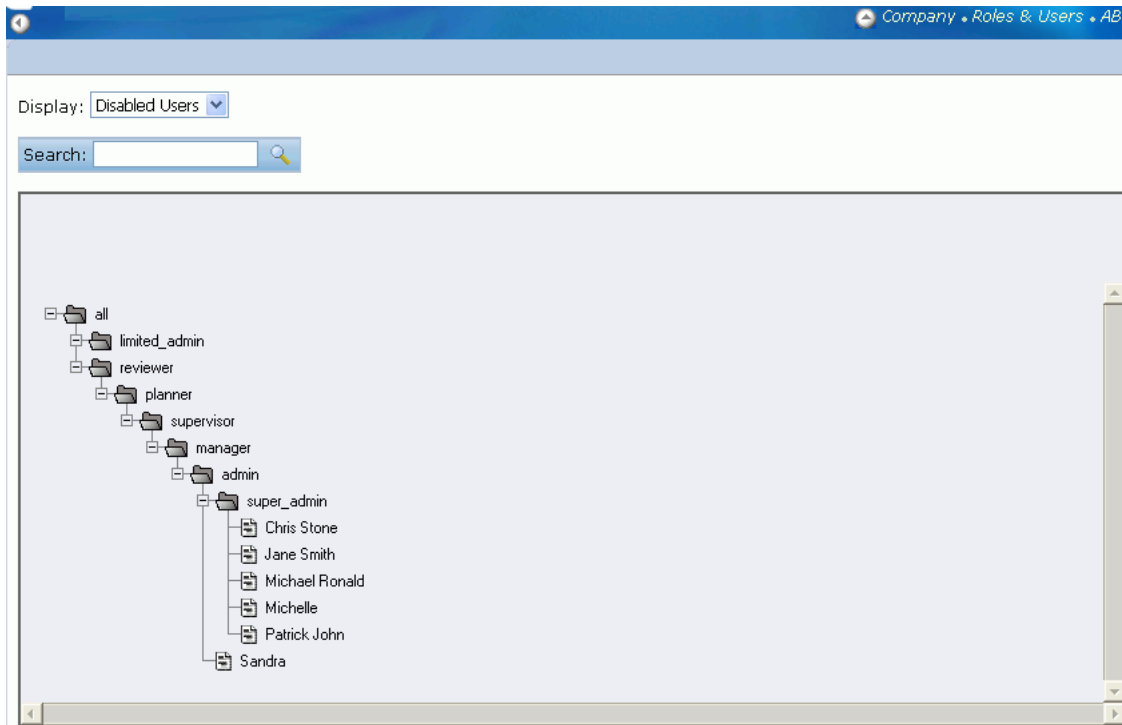 Company • Roles & Users • AB
Display: Disabled Users
Search:
all
limited_admin
reviewer
planner
supervisor
manager
admin
super_admin
Chris Stone
Jane Smith
Michael Ronald
Michelle
Patrick John
Sandra